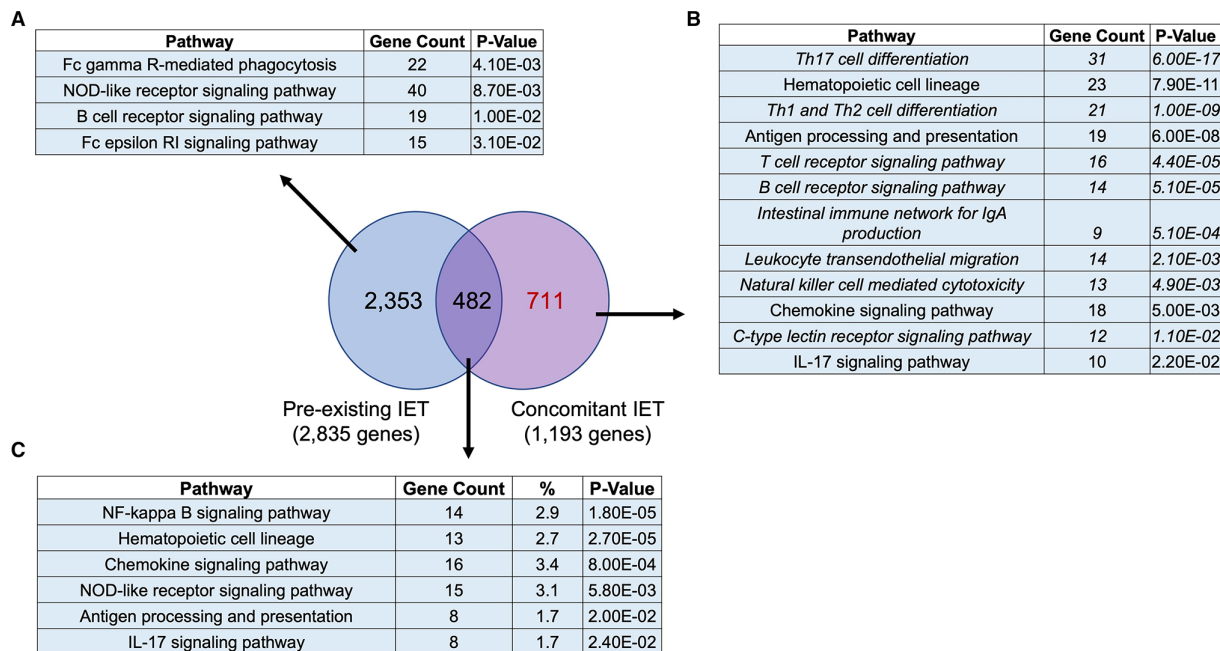 A
Pathway Gene Count P-Value
Fc gamma R-mediated phagocytosis 22 4.10E-03
NOD-like receptor signaling pathway 40 8.70E-03
B cell receptor signaling pathway 19 1.00E-02
Fc epsilon RI signaling pathway 15 3.10E-02
B
Pathway Gene Count P-Value
Th17 cell differentiation 31 6.00E-17
Hematopoietic cell lineage 23 7.90E-11
Th1 and Th2 cell differentiation 21 1.00E-09
Antigen processing and presentation 19 6.00E-08
T cell receptor signaling pathway 16 4.40E-05
B cell receptor signaling pathway 14 5.10E-05
Intestinal immune network for IgA
production 9 5.10E-04
Leukocyte transendothelial migration 14 2.10E-03
Natural killer cell mediated cytotoxicity 13 4.90E-03
Chemokine signaling pathway 18 5.00E-03
C-type lectin receptor signaling pathway 12 1.10E-02
IL-17 signaling pathway 10 2.20E-02
2,353 482 711
Pre-existing IET
(2,835 genes)
Concomitant IET
(1,193 genes)
C
Pathway Gene Count % P-Value
NF-kappa B signaling pathway 14 2.9 1.80E-05
Hematopoietic cell lineage 13 2.7 2.70E-05
Chemokine signaling pathway 16 3.4 8.00E-04
NOD-like receptor signaling pathway 15 3.1 5.80E-03
Antigen processing and presentation 8 1.7 2.00E-02
IL-17 signaling pathway 8 1.7 2.40E-02